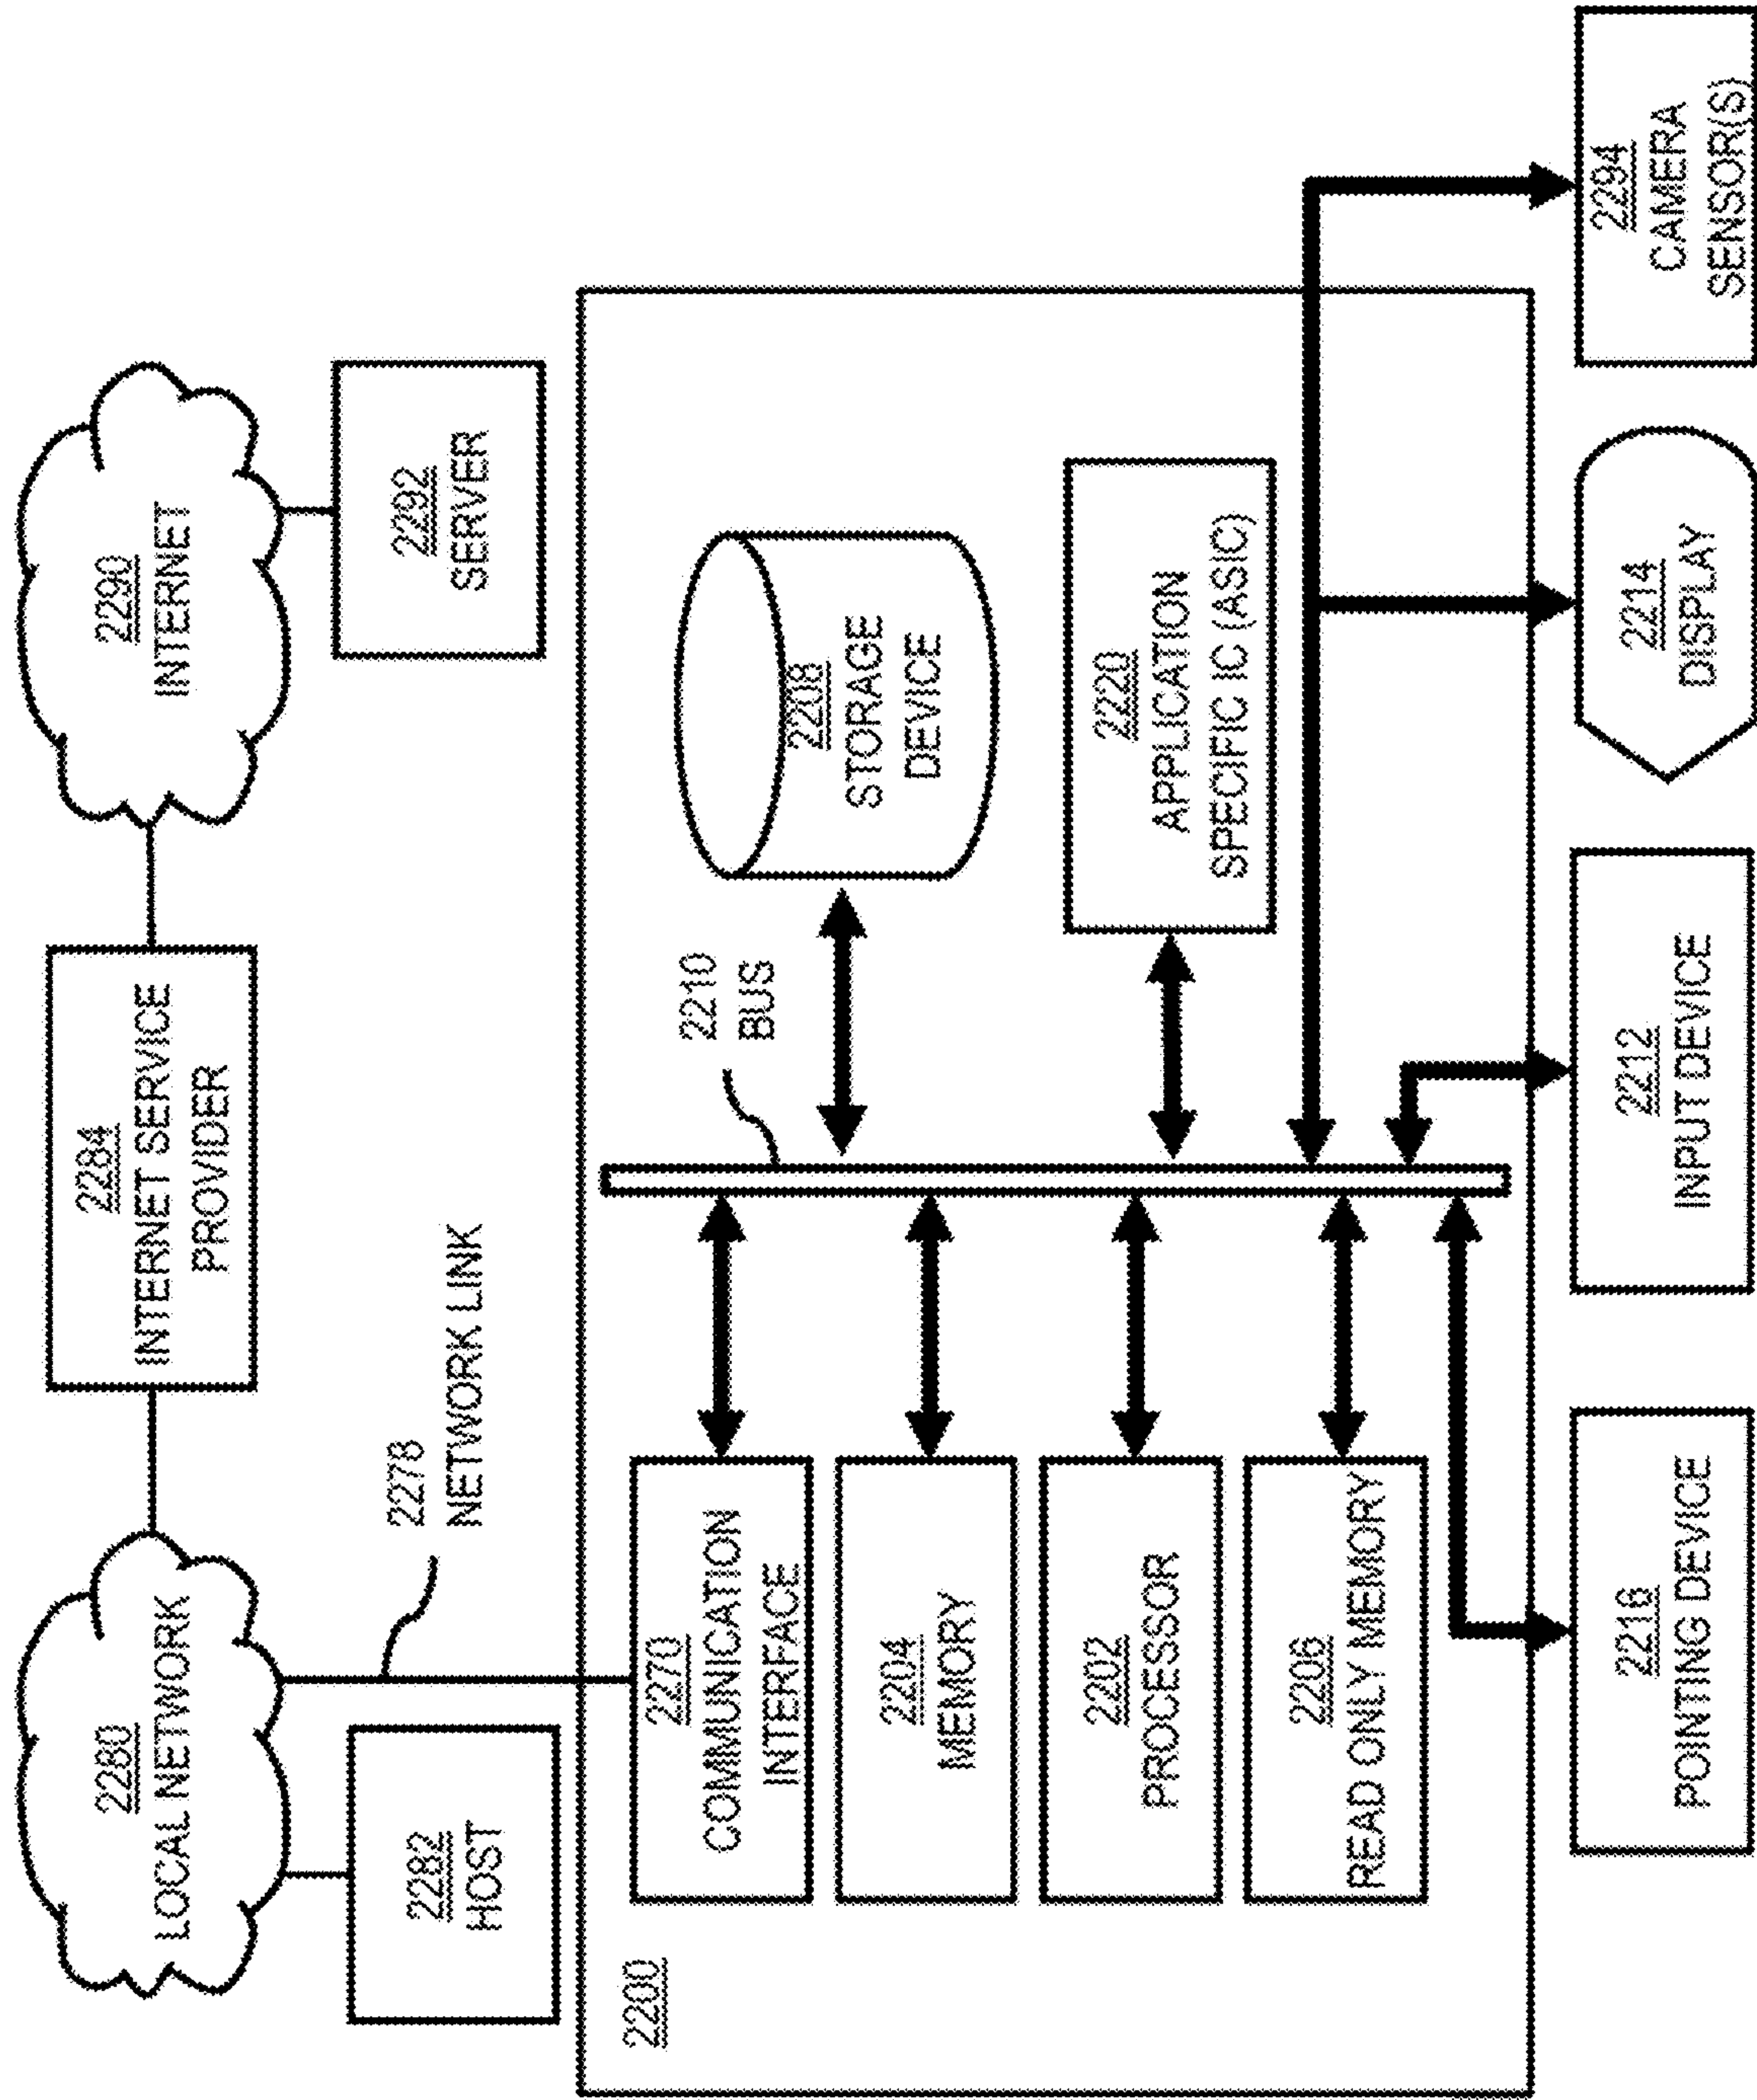 2280
LOCAL NETWORK
2284
INTERNET SERVICE
PROVIDER
2290
INTERNET
2282
HOST
2278
NETWORK LINK
2292
SERVER
2200
2270
COMMUNICATION
INTERFACE
2210
BUS
2208
STORAGE
DEVICE
2204
MEMORY
2202
PROCESSOR
2220
APPLICATION
SPECIFIC IC (ASIC)
2206
READ ONLY MEMORY
2216
POINTING DEVICE
2212
INPUT DEVICE
2214
DISPLAY
2294
CAMERA
SENSOR(S)